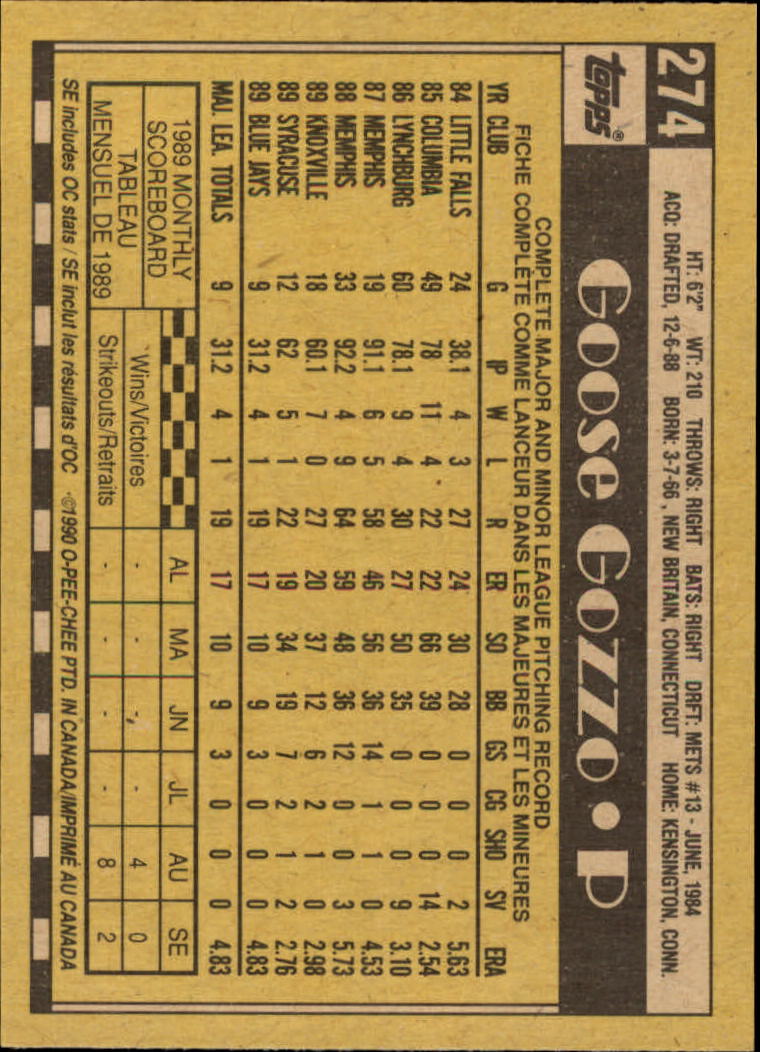 274
topps®
HT: 6'2" WT: 210 THROWS: RIGHT BATS: RIGHT DRFT: METS #13 - JUNE, 1984
ACQ: DRAFTED, 12-6-88 BORN: 3-7-66, NEW BRITAIN, CONNECTICUT HOME: KENSINGTON, CONN.
Goose Gozzo • P
COMPLETE MAJOR AND MINOR LEAGUE PITCHING RECORD
FICHE COMPLÈTE COMME LANCEUR DANS LES MAJEURES ET LES MINEURES
YR CLUB G IP W L R ER SO BB GS CG SHO SV ERA
84 LITTLE FALLS 24 38.1 4 3 27 24 30 28 0 0 0 2 5.63
85 COLUMBIA 49 78 11 4 22 22 66 39 0 0 0 14 2.54
86 LYNCHBURG 60 78.1 9 4 30 27 50 35 0 0 0 9 3.10
87 MEMPHIS 19 91.1 6 5 58 46 56 36 14 1 1 0 4.53
88 MEMPHIS 33 92.2 4 9 64 59 48 36 12 0 0 3 5.73
89 KNOXVILLE 18 60.1 7 0 27 20 37 12 6 2 1 0 2.98
89 SYRACUSE 12 62 5 1 22 19 34 19 7 2 1 2 2.76
89 BLUE JAYS 9 31.2 4 1 19 17 10 9 3 0 0 0 4.83
MAJ. LEA. TOTALS 9 31.2 4 1 19 17 10 9 3 0 0 0 4.83
1989 MONTHLY
SCOREBOARD
TABLEAU
MENSUEL DE 1989
AL MA JN JL AU SE
Wins/Victoires - - - - 4 0
Strikeouts/Retraits - - - - 8 2
SE includes OC stats / SE inclut les résultats d'OC ·©1990 O-PEE-CHEE PTD. IN CANADA/IMPRIMÉ AU CANADA